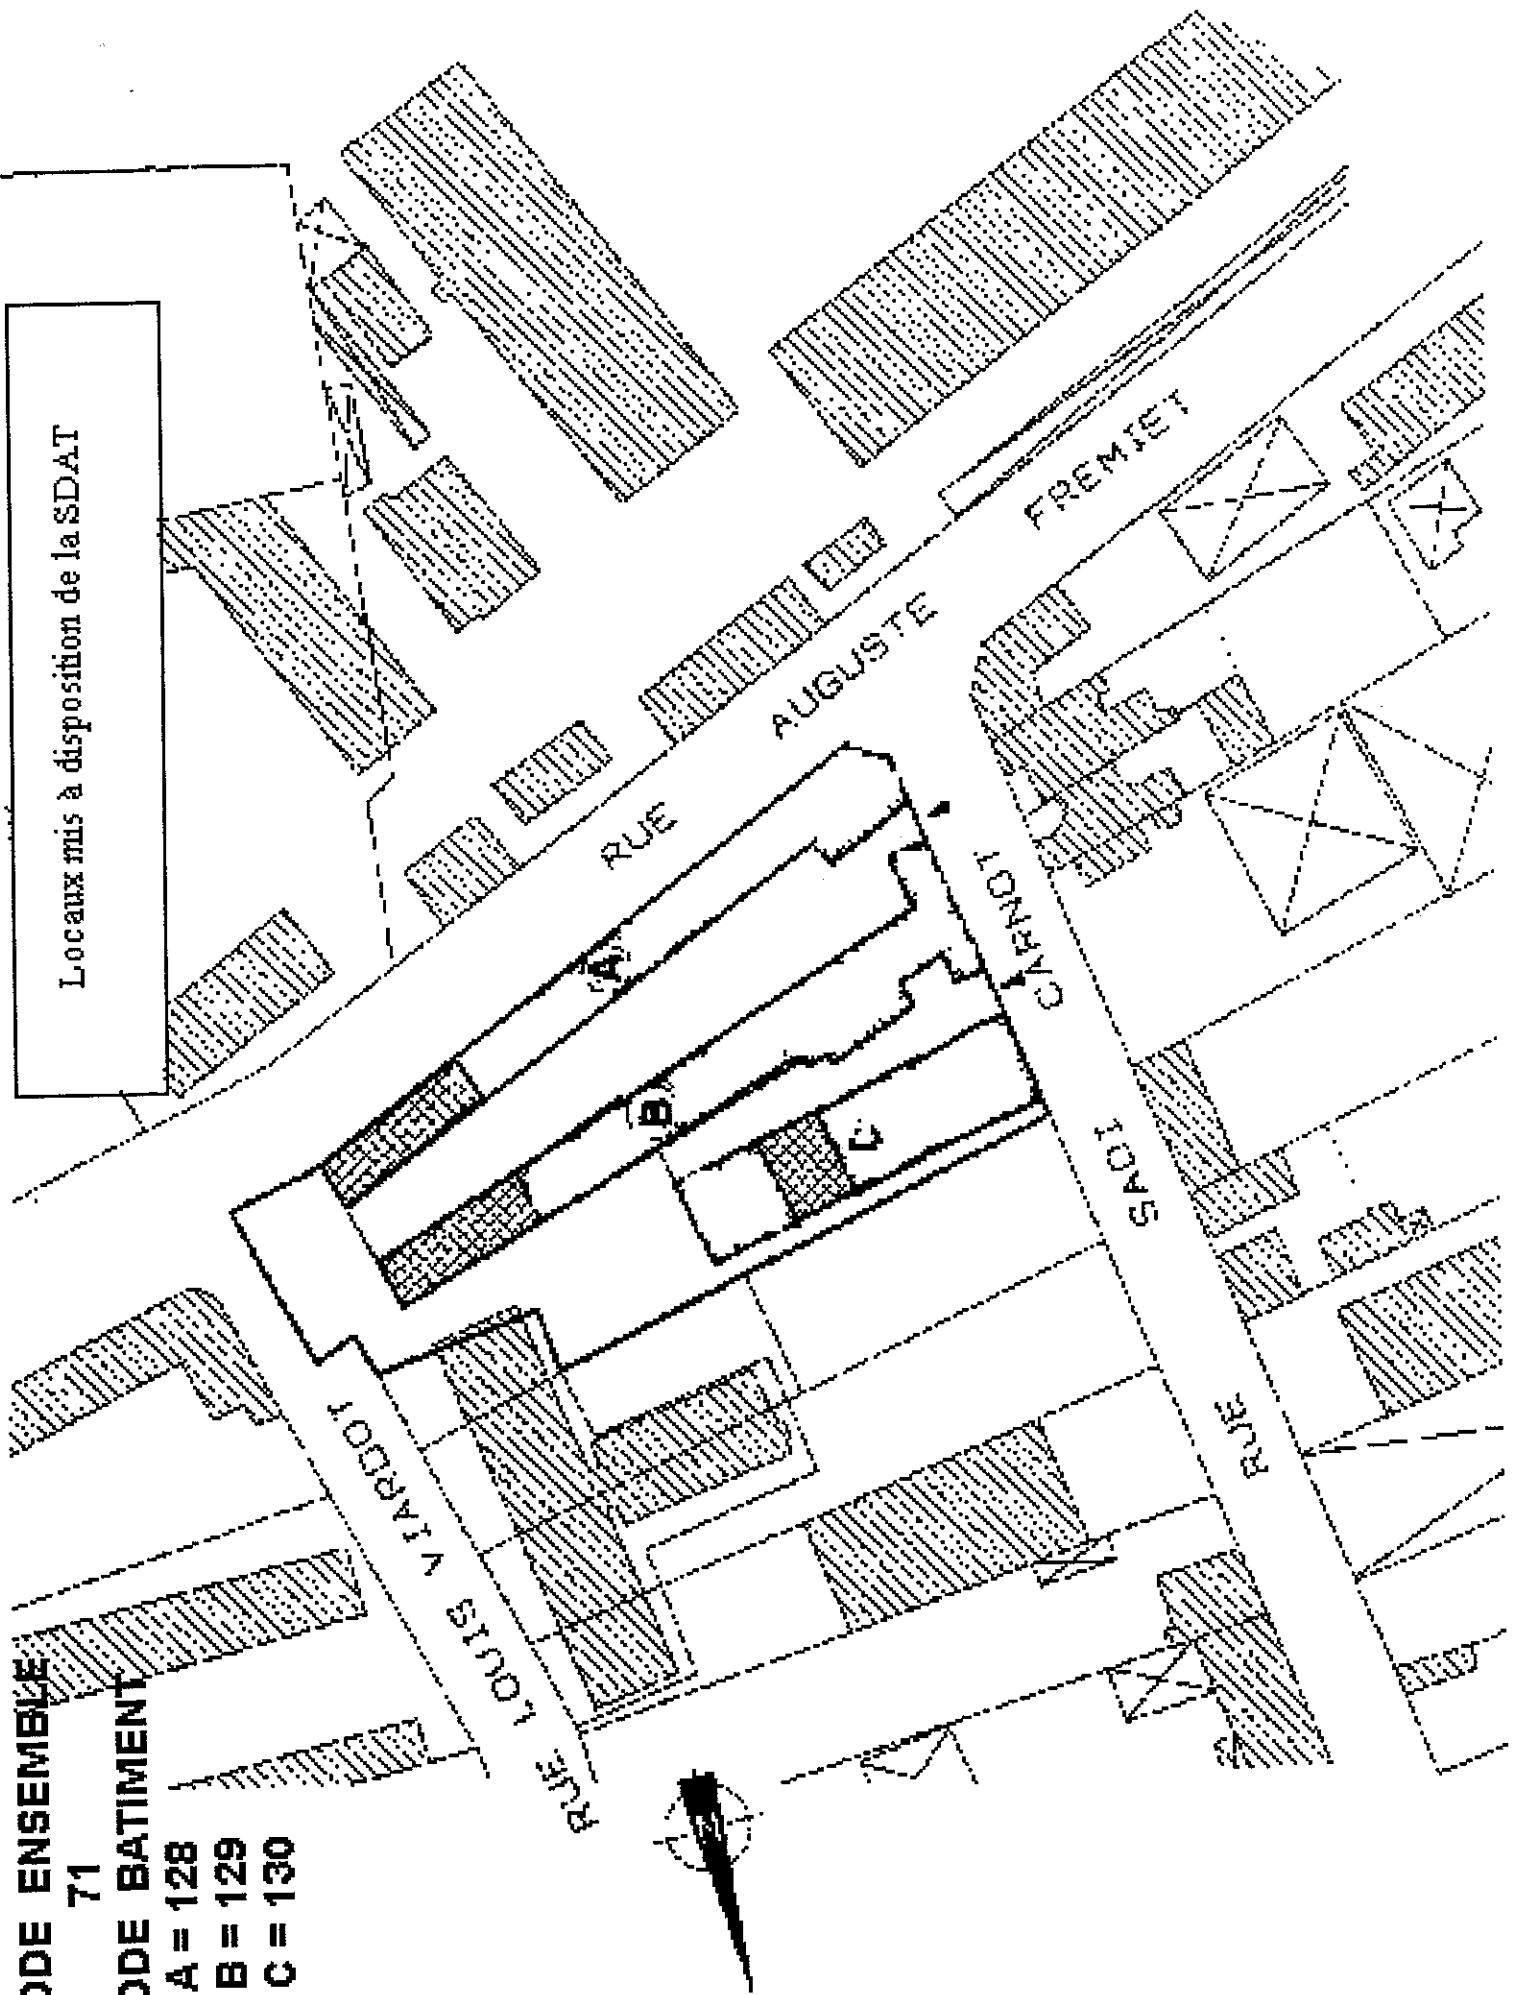 Locaux mis à disposition de la SDAT
ODE ENSEMBLE
71
ODE BATIMENT
A = 128
B = 129
C = 130
RUE LOUIS VIARDOT
RUE AUGUSTE FREMIET
RUE SADI CARNOT
A
B
C